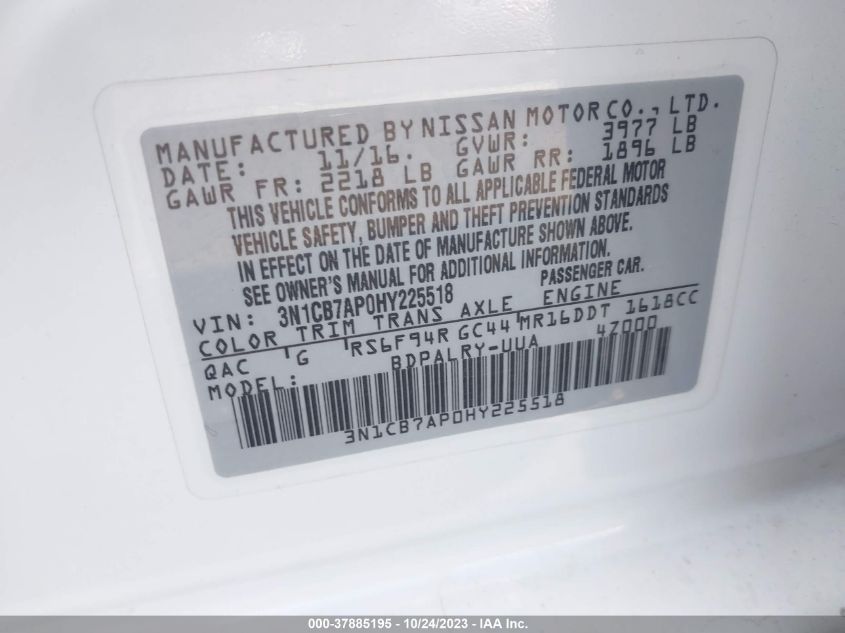 MANUFACTURED BY NISSAN MOTOR CO., LTD.
DATE: 11/16. GVWR: 3977 LB
GAWR FR: 2218 LB GAWR RR: 1896 LB
THIS VEHICLE CONFORMS TO ALL APPLICABLE FEDERAL MOTOR
VEHICLE SAFETY, BUMPER AND THEFT PREVENTION STANDARDS
IN EFFECT ON THE DATE OF MANUFACTURE SHOWN ABOVE.
SEE OWNER'S MANUAL FOR ADDITIONAL INFORMATION.
VIN: 3N1CB7AP0HY225518 PASSENGER CAR.
COLOR TRIM TRANS AXLE ENGINE
QAC G RS6F94R GC44 MR16DDT 1618CC
MODEL: BDPALRY-UUA 4Z000
3N1CB7AP0HY225518
000-37885195 - 10/24/2023 - IAA Inc.